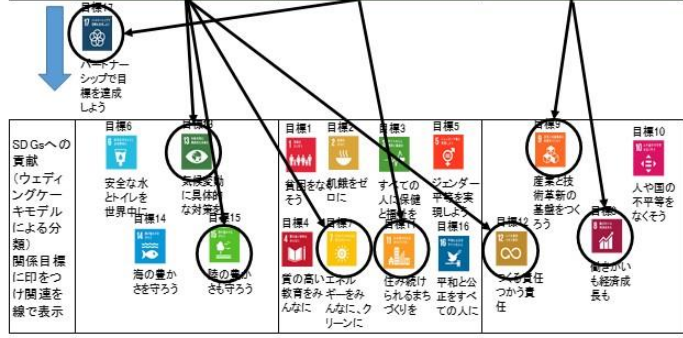 目標17
17
パートナー
シップで目
標を達成
しよう
SDGsへの
貢献
(ウェディン
グケーキモデル
による分
類)
関係目標
に印をつ
け関連を
線で表示
目標6
6
安全な水
とトイレを
世界中に
13
気候変動
に具体的
な対策を
目標14
14
海の豊か
さを守ろう
目標15
15
陸の豊か
さも守ろう
目標1
1
貧困をなく
そう
目標2
2
飢餓をゼ
ロに
目標3
3
すべての
人に保健
と福祉を
目標5
5
ジェンダー
平等を実
現しよう
目標4
4
質の高い
教育をみ
んなに
7
エネル
ギーをみ
んなに、ク
リーンに
11
住み続け
られるまち
づくりを
目標16
16
平和と公
正をすべ
ての人に
目標9
9
産業と技
術革新の
基盤をつく
ろう
目標10
10
人や国の
不平等を
なくそう
目標12
12
つくる責任
つかう責
任
8
働きがい
も経済成
長も